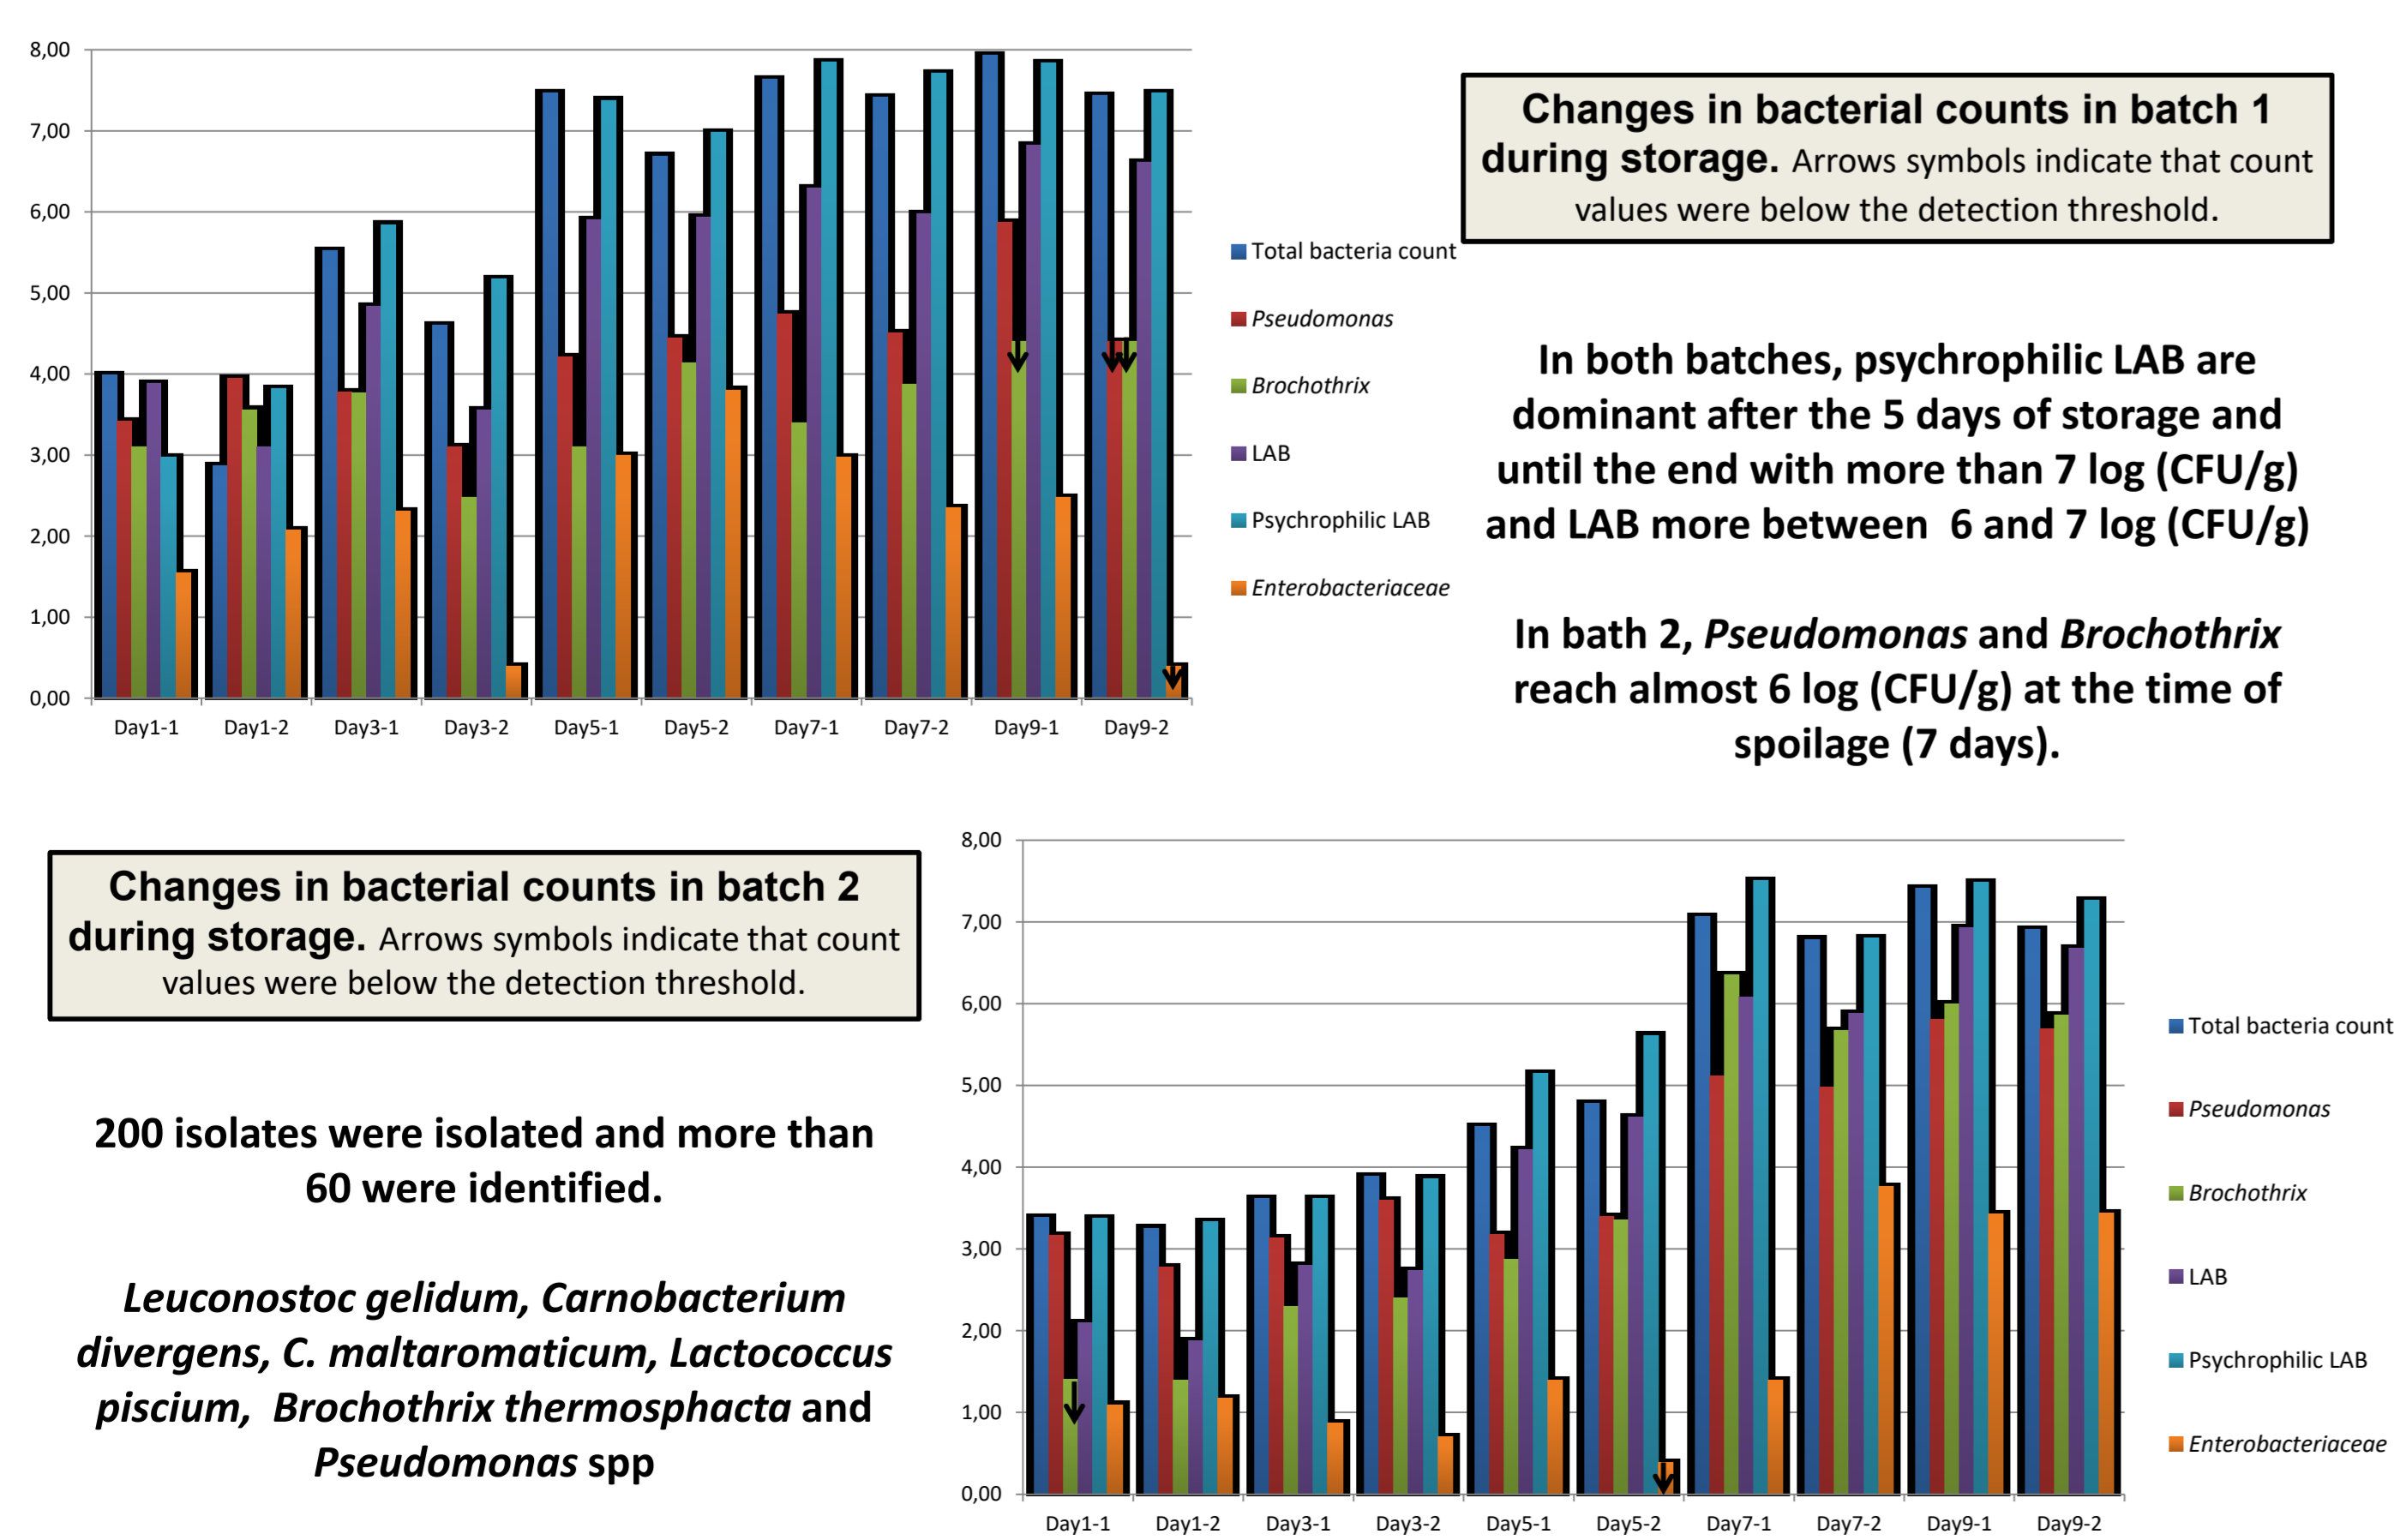 8,00
7,00
6,00
5,00
4,00
3,00
2,00
1,00
0,00
Day1-1
Day1-2
Day3-1
Day3-2
Day5-1
Day5-2
Day7-1
Day7-2
Day9-1
Day9-2
Total bacteria count
Pseudomonas
Brochothrix
LAB
Psychrophilic LAB
Enterobacteriaceae
Changes in bacterial counts in batch 1
during storage. Arrows symbols indicate that count
values were below the detection threshold.
In both batches, psychrophilic LAB are
dominant after the 5 days of storage and
until the end with more than 7 log (CFU/g)
and LAB more between 6 and 7 log (CFU/g)
In bath 2, Pseudomonas and Brochothrix
reach almost 6 log (CFU/g) at the time of
spoilage (7 days).
Changes in bacterial counts in batch 2
during storage. Arrows symbols indicate that count
values were below the detection threshold.
200 isolates were isolated and more than
60 were identified.
Leuconostoc gelidum, Carnobacterium
divergens, C. maltaromaticum, Lactococcus
piscium, Brochothrix thermosphacta and
Pseudomonas spp
8,00
7,00
6,00
5,00
4,00
3,00
2,00
1,00
0,00
Day1-1
Day1-2
Day3-1
Day3-2
Day5-1
Day5-2
Day7-1
Day7-2
Day9-1
Day9-2
Total bacteria count
Pseudomonas
Brochothrix
LAB
Psychrophilic LAB
Enterobacteriaceae